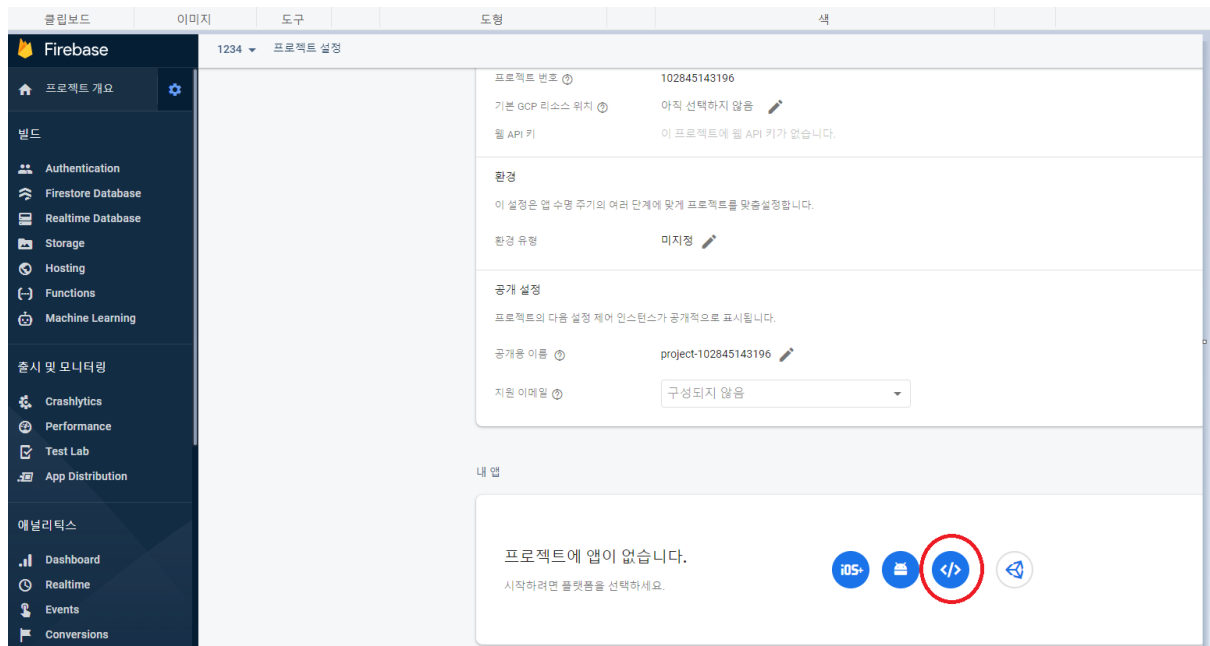 클립보드 이미지 도구 도형 색
Firebase
1234 프로젝트 설정
프로젝트 개요
빌드
Authentication
Firestore Database
Realtime Database
Storage
Hosting
Functions
Machine Learning
출시 및 모니터링
Crashlytics
Performance
Test Lab
App Distribution
애널리틱스
Dashboard
Realtime
Events
Conversions
프로젝트 번호 102845143196
기본 GCP 리소스 위치 아직 선택하지 않음
웹 API 키 이 프로젝트에 웹 API 키가 없습니다.
환경
이 설정은 앱 수명 주기의 여러 단계에 맞게 프로젝트를 맞춤설정합니다.
환경 유형 미지정
공개 설정
프로젝트의 다음 설정 제어 인스턴스가 공개적으로 표시됩니다.
공개용 이름 project-102845143196
지원 이메일 구성되지 않음
내 앱
프로젝트에 앱이 없습니다.
시작하려면 플랫폼을 선택하세요.
iOS+ </>